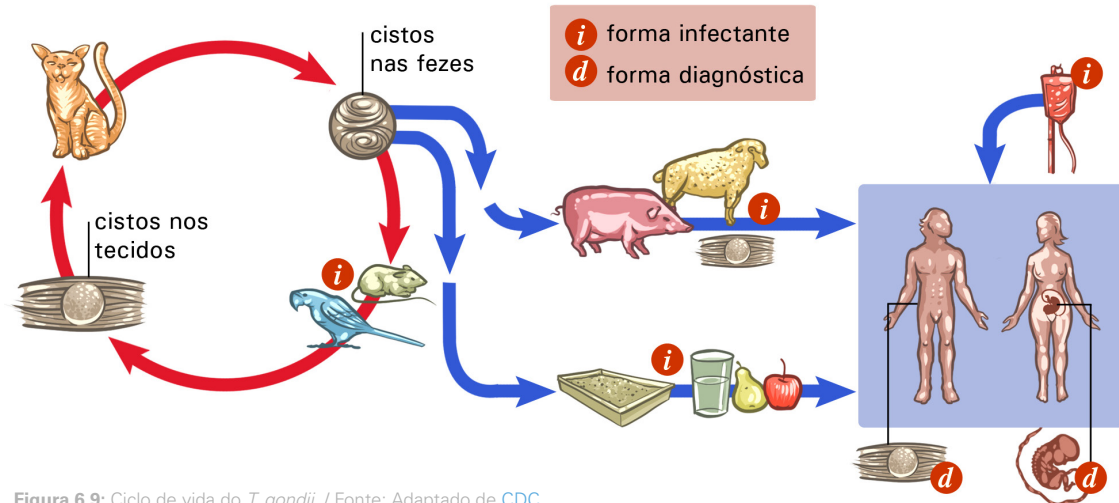 cistos
nas fezes
i forma infectante
d forma diagnóstica
i
cistos nos
tecidos
i
i
i
d
d
Figura 6.9: Ciclo de vida do T. gondii. / Fonte: Adaptado de CDC